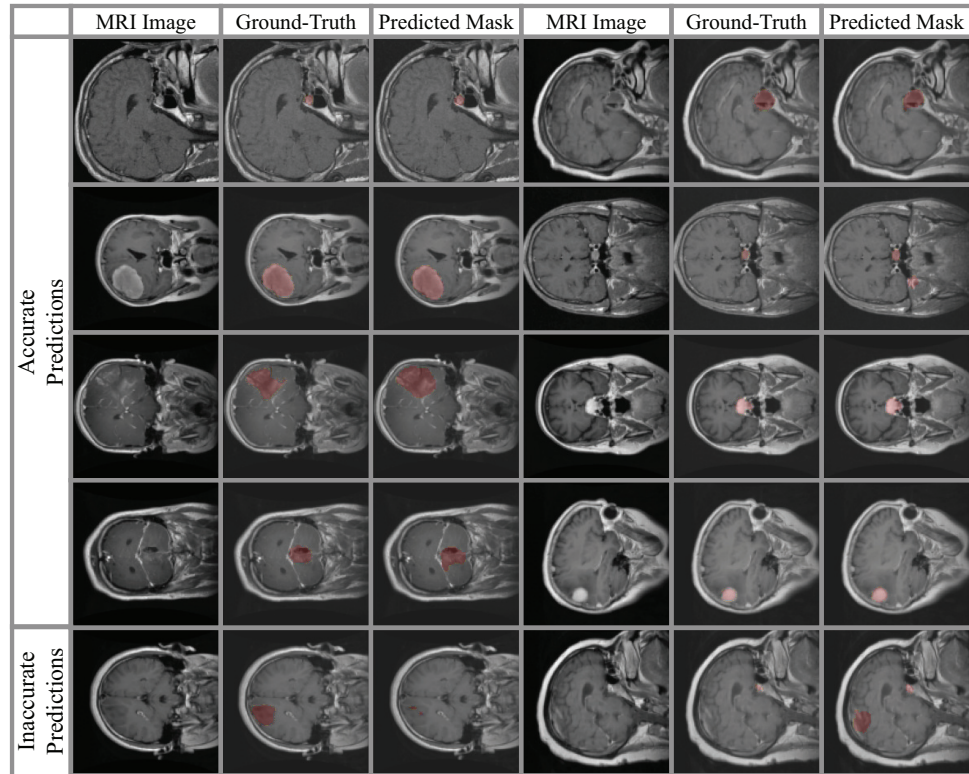 MRI Image Ground-Truth Predicted Mask MRI Image Ground-Truth Predicted Mask
Accurate
Predictions
Inaccurate
Predictions